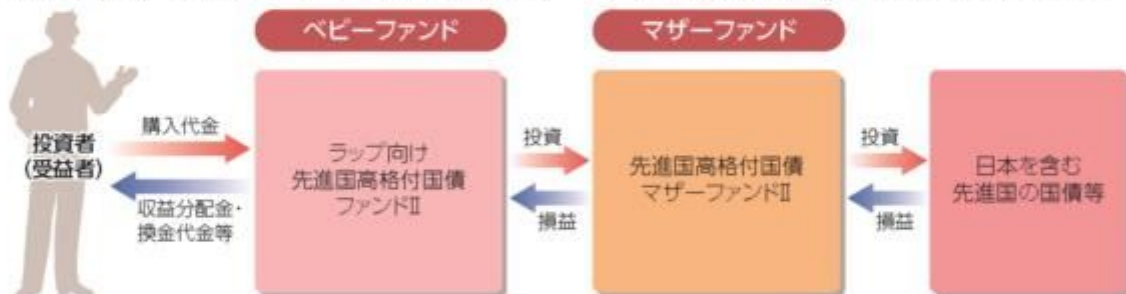 ベビーファンド
マザーファンド
投資者
(受益者)
購入代金
収益分配金・
換金代金等
ラップ向け
先進国高格付国債
ファンドⅡ
投資
損益
先進国高格付国債
マザーファンドⅡ
投資
損益
日本を含む
先進国の国債等